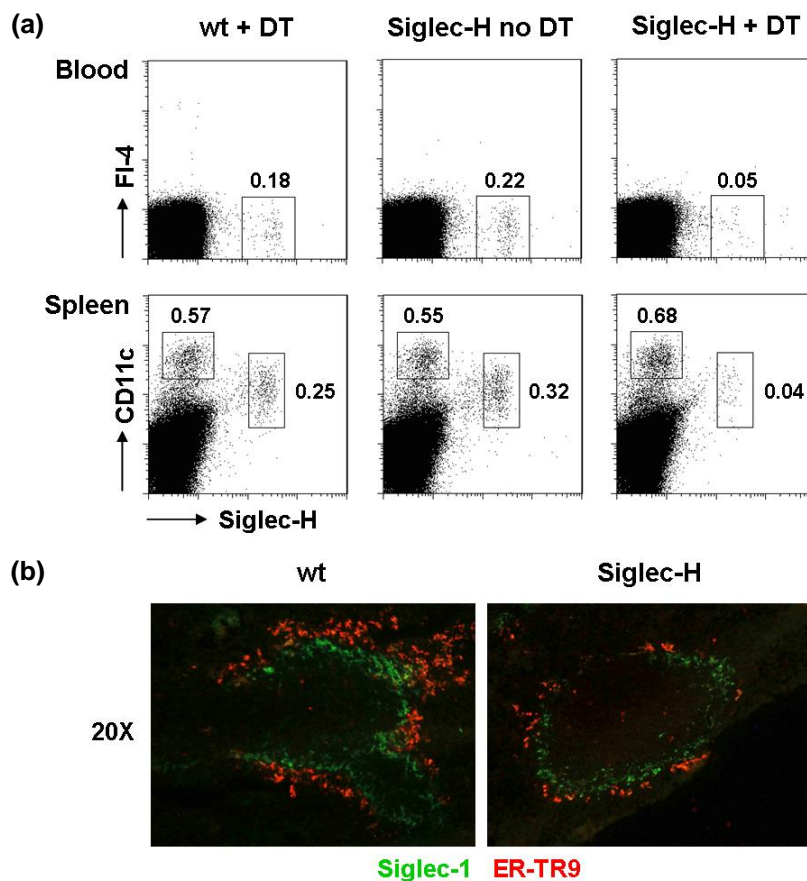 (a)
wt + DT Siglec-H no DT Siglec-H + DT
Blood
Fl-4
0.18 0.22 0.05
Spleen
0.57 0.55 0.68
CD11c
0.25 0.32 0.04
Siglec-H
(b)
wt Siglec-H
20X
Siglec-1 ER-TR9